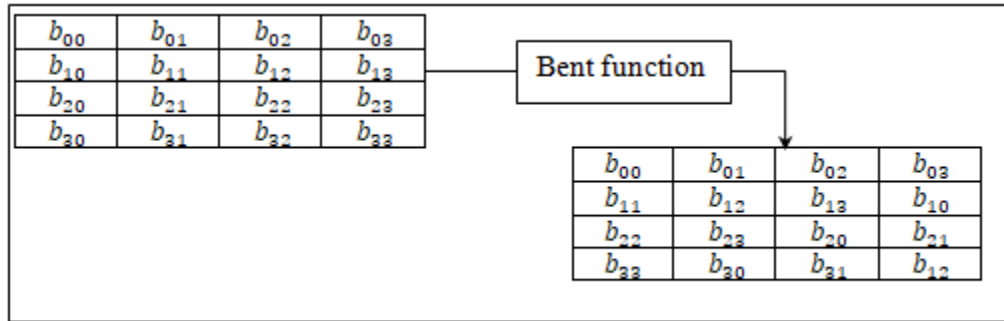 b₀₀ b₀₁ b₀₂ b₀₃
b₁₀ b₁₁ b₁₂ b₁₃
b₂₀ b₂₁ b₂₂ b₂₃
b₃₀ b₃₁ b₃₂ b₃₃
Bent function
b₀₀ b₀₁ b₀₂ b₀₃
b₁₁ b₁₂ b₁₃ b₁₀
b₂₂ b₂₃ b₂₀ b₂₁
b₃₃ b₃₀ b₃₁ b₁₂